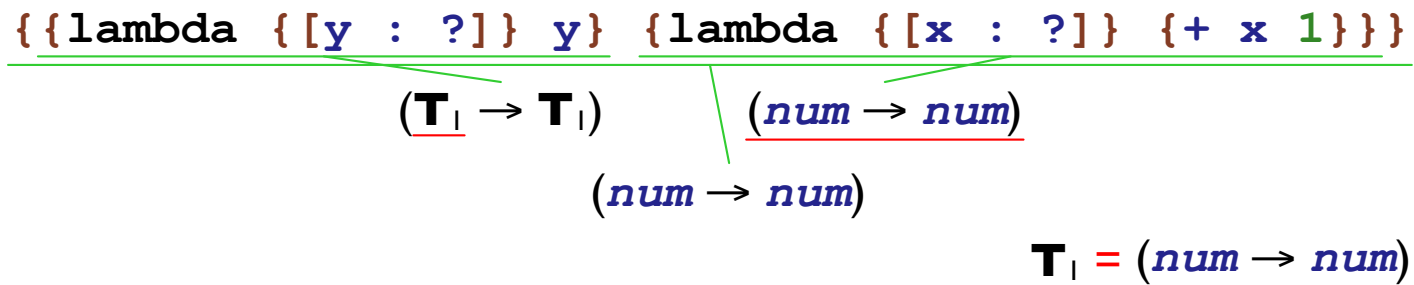 {{lambda {[y : ?]} y} {lambda {[x : ?]} {+ x 1}}}
(T₁ → T₁) (num → num)
(num → num)
T₁ = (num → num)